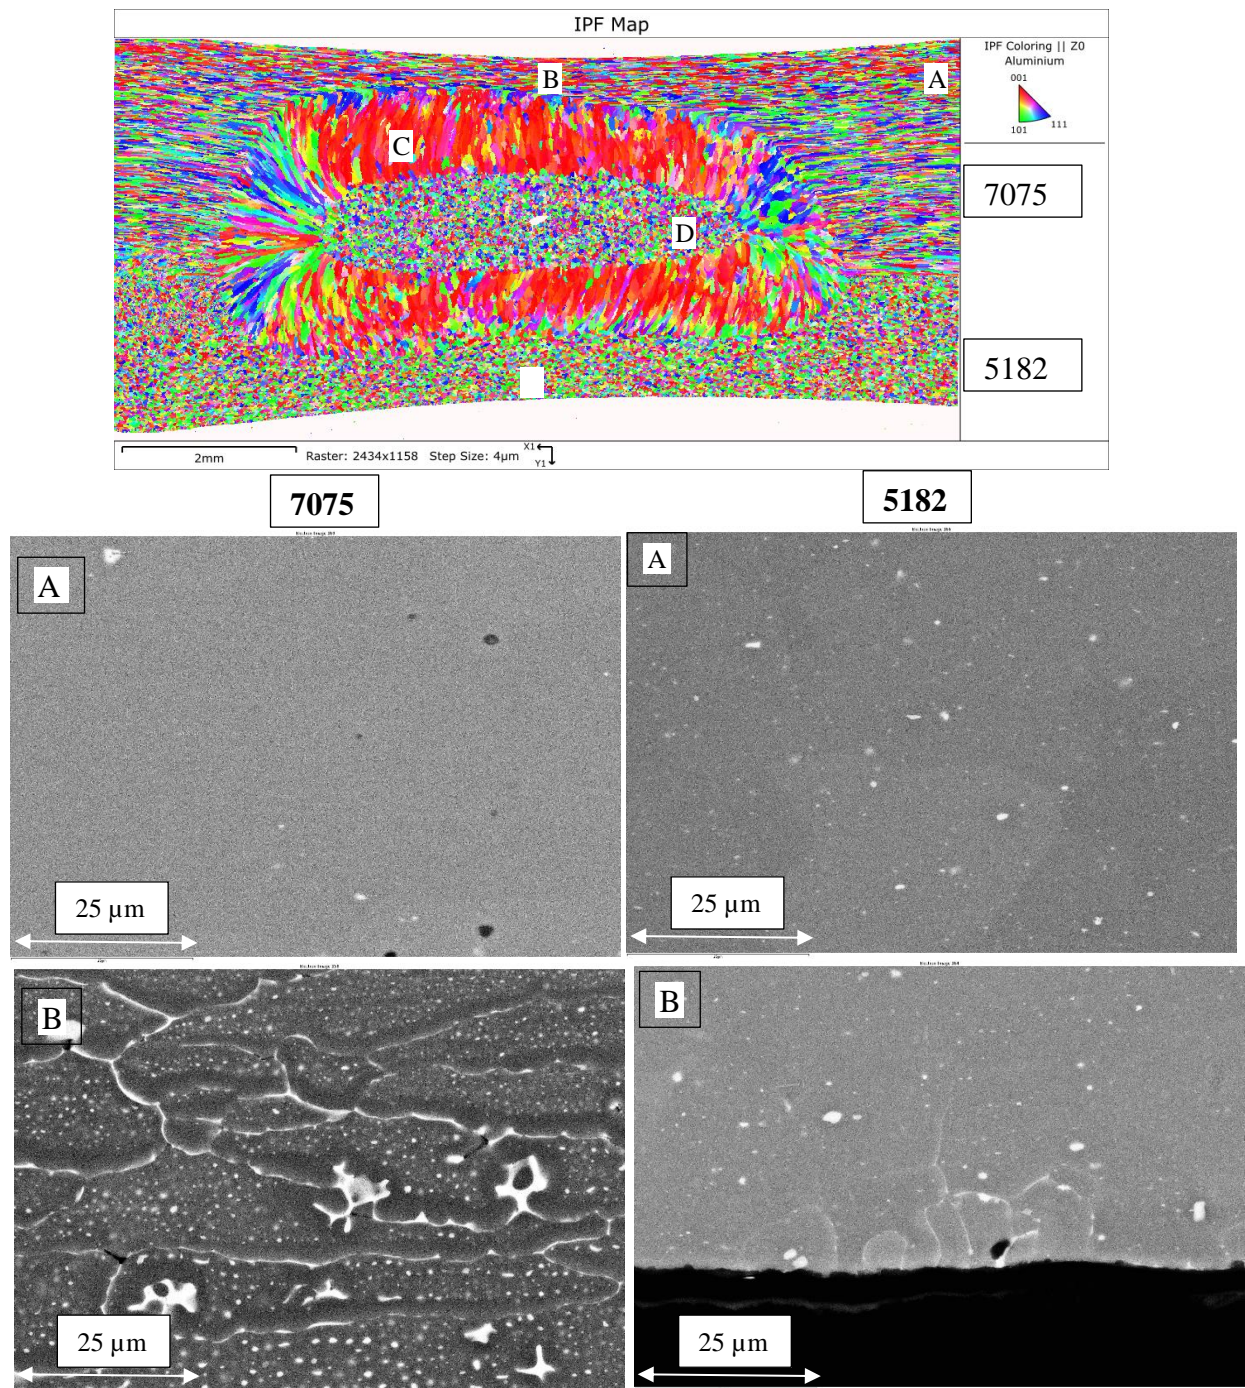 IPF Map
IPF Coloring || Z0
Aluminium
001
101
111
B
A
C
D
7075
5182
2mm
Raster: 2434x1158 Step Size: 4µm
X1
Y1
7075
5182
A
A
25 µm
25 µm
B
B
25 µm
25 µm